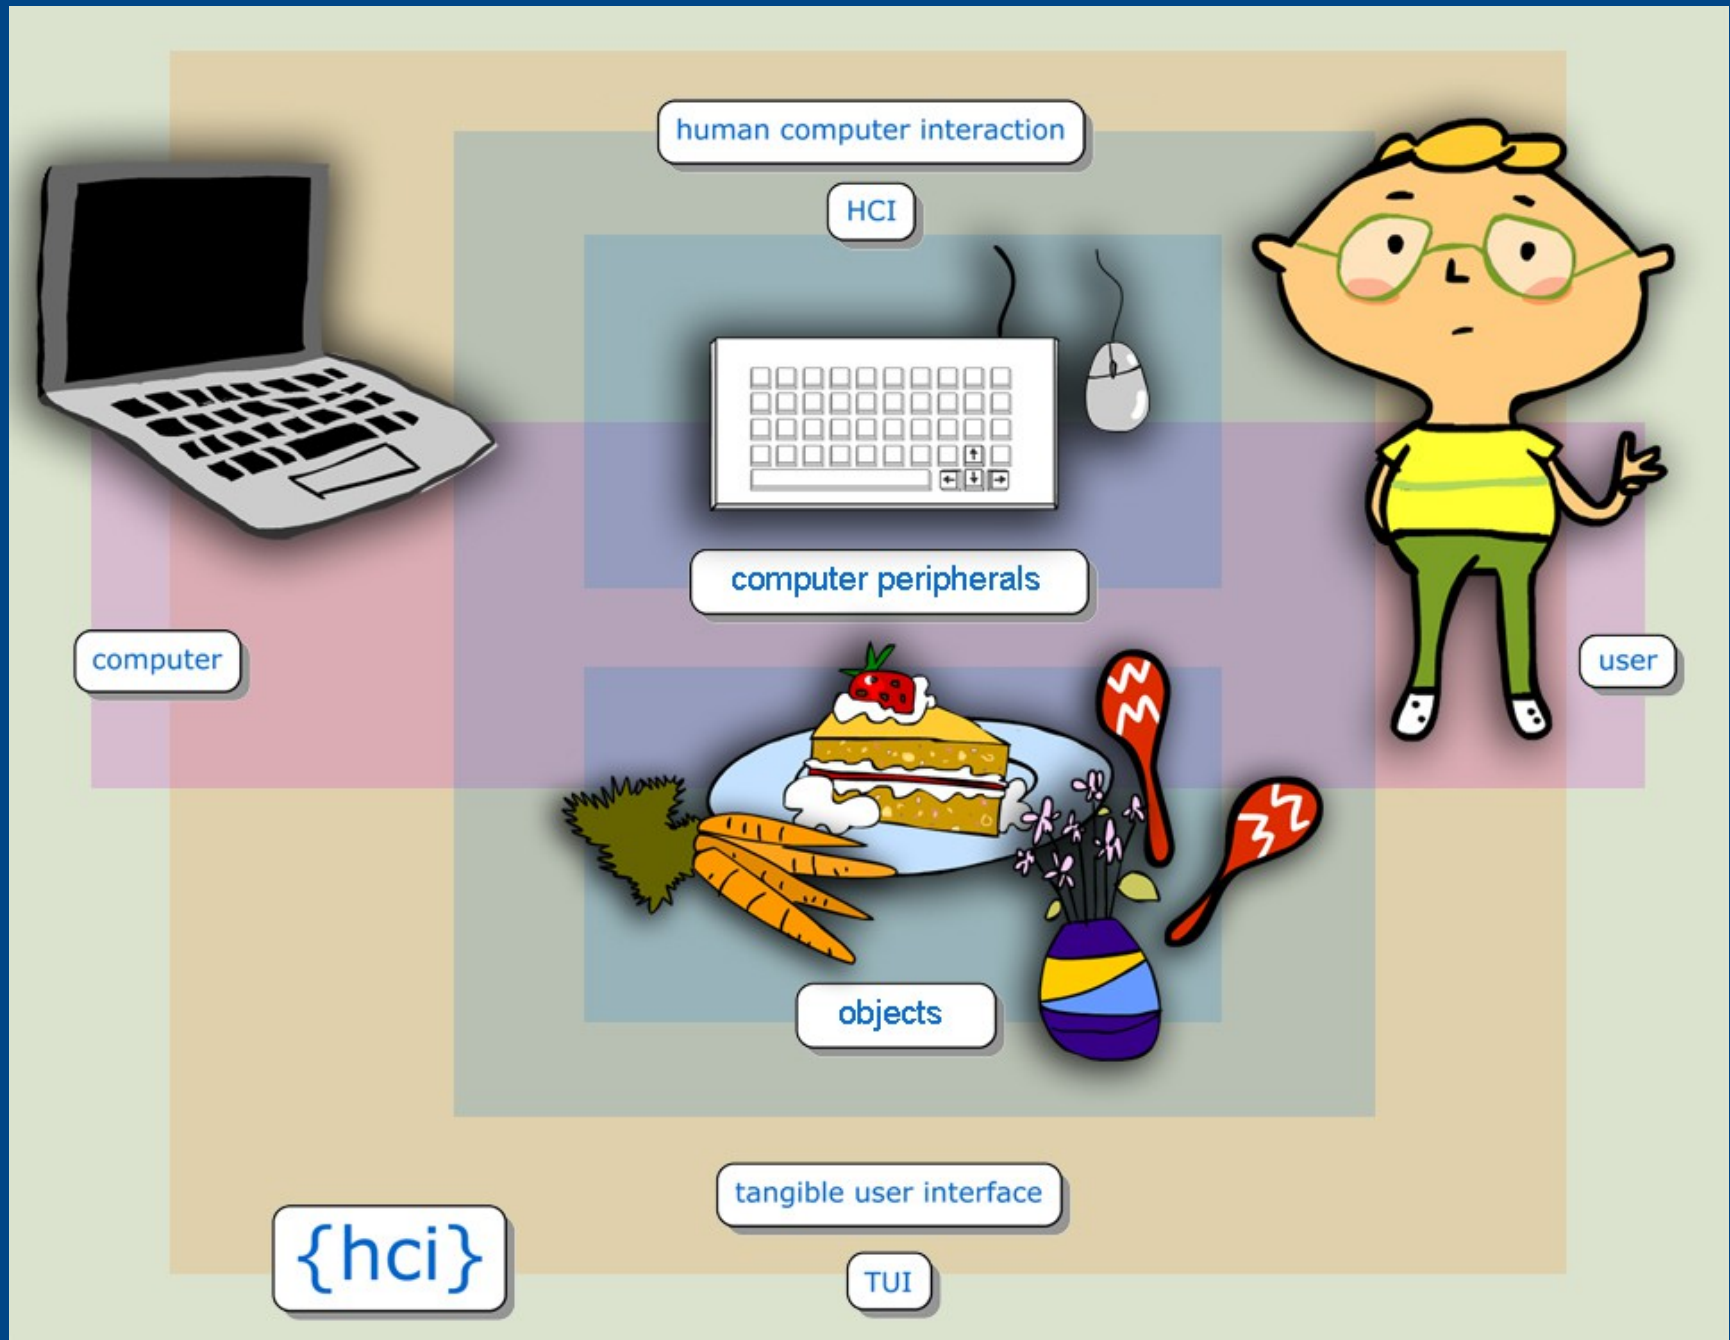 human computer interaction
HCI
computer peripherals
computer
user
objects
tangible user interface
{hci}
TUI